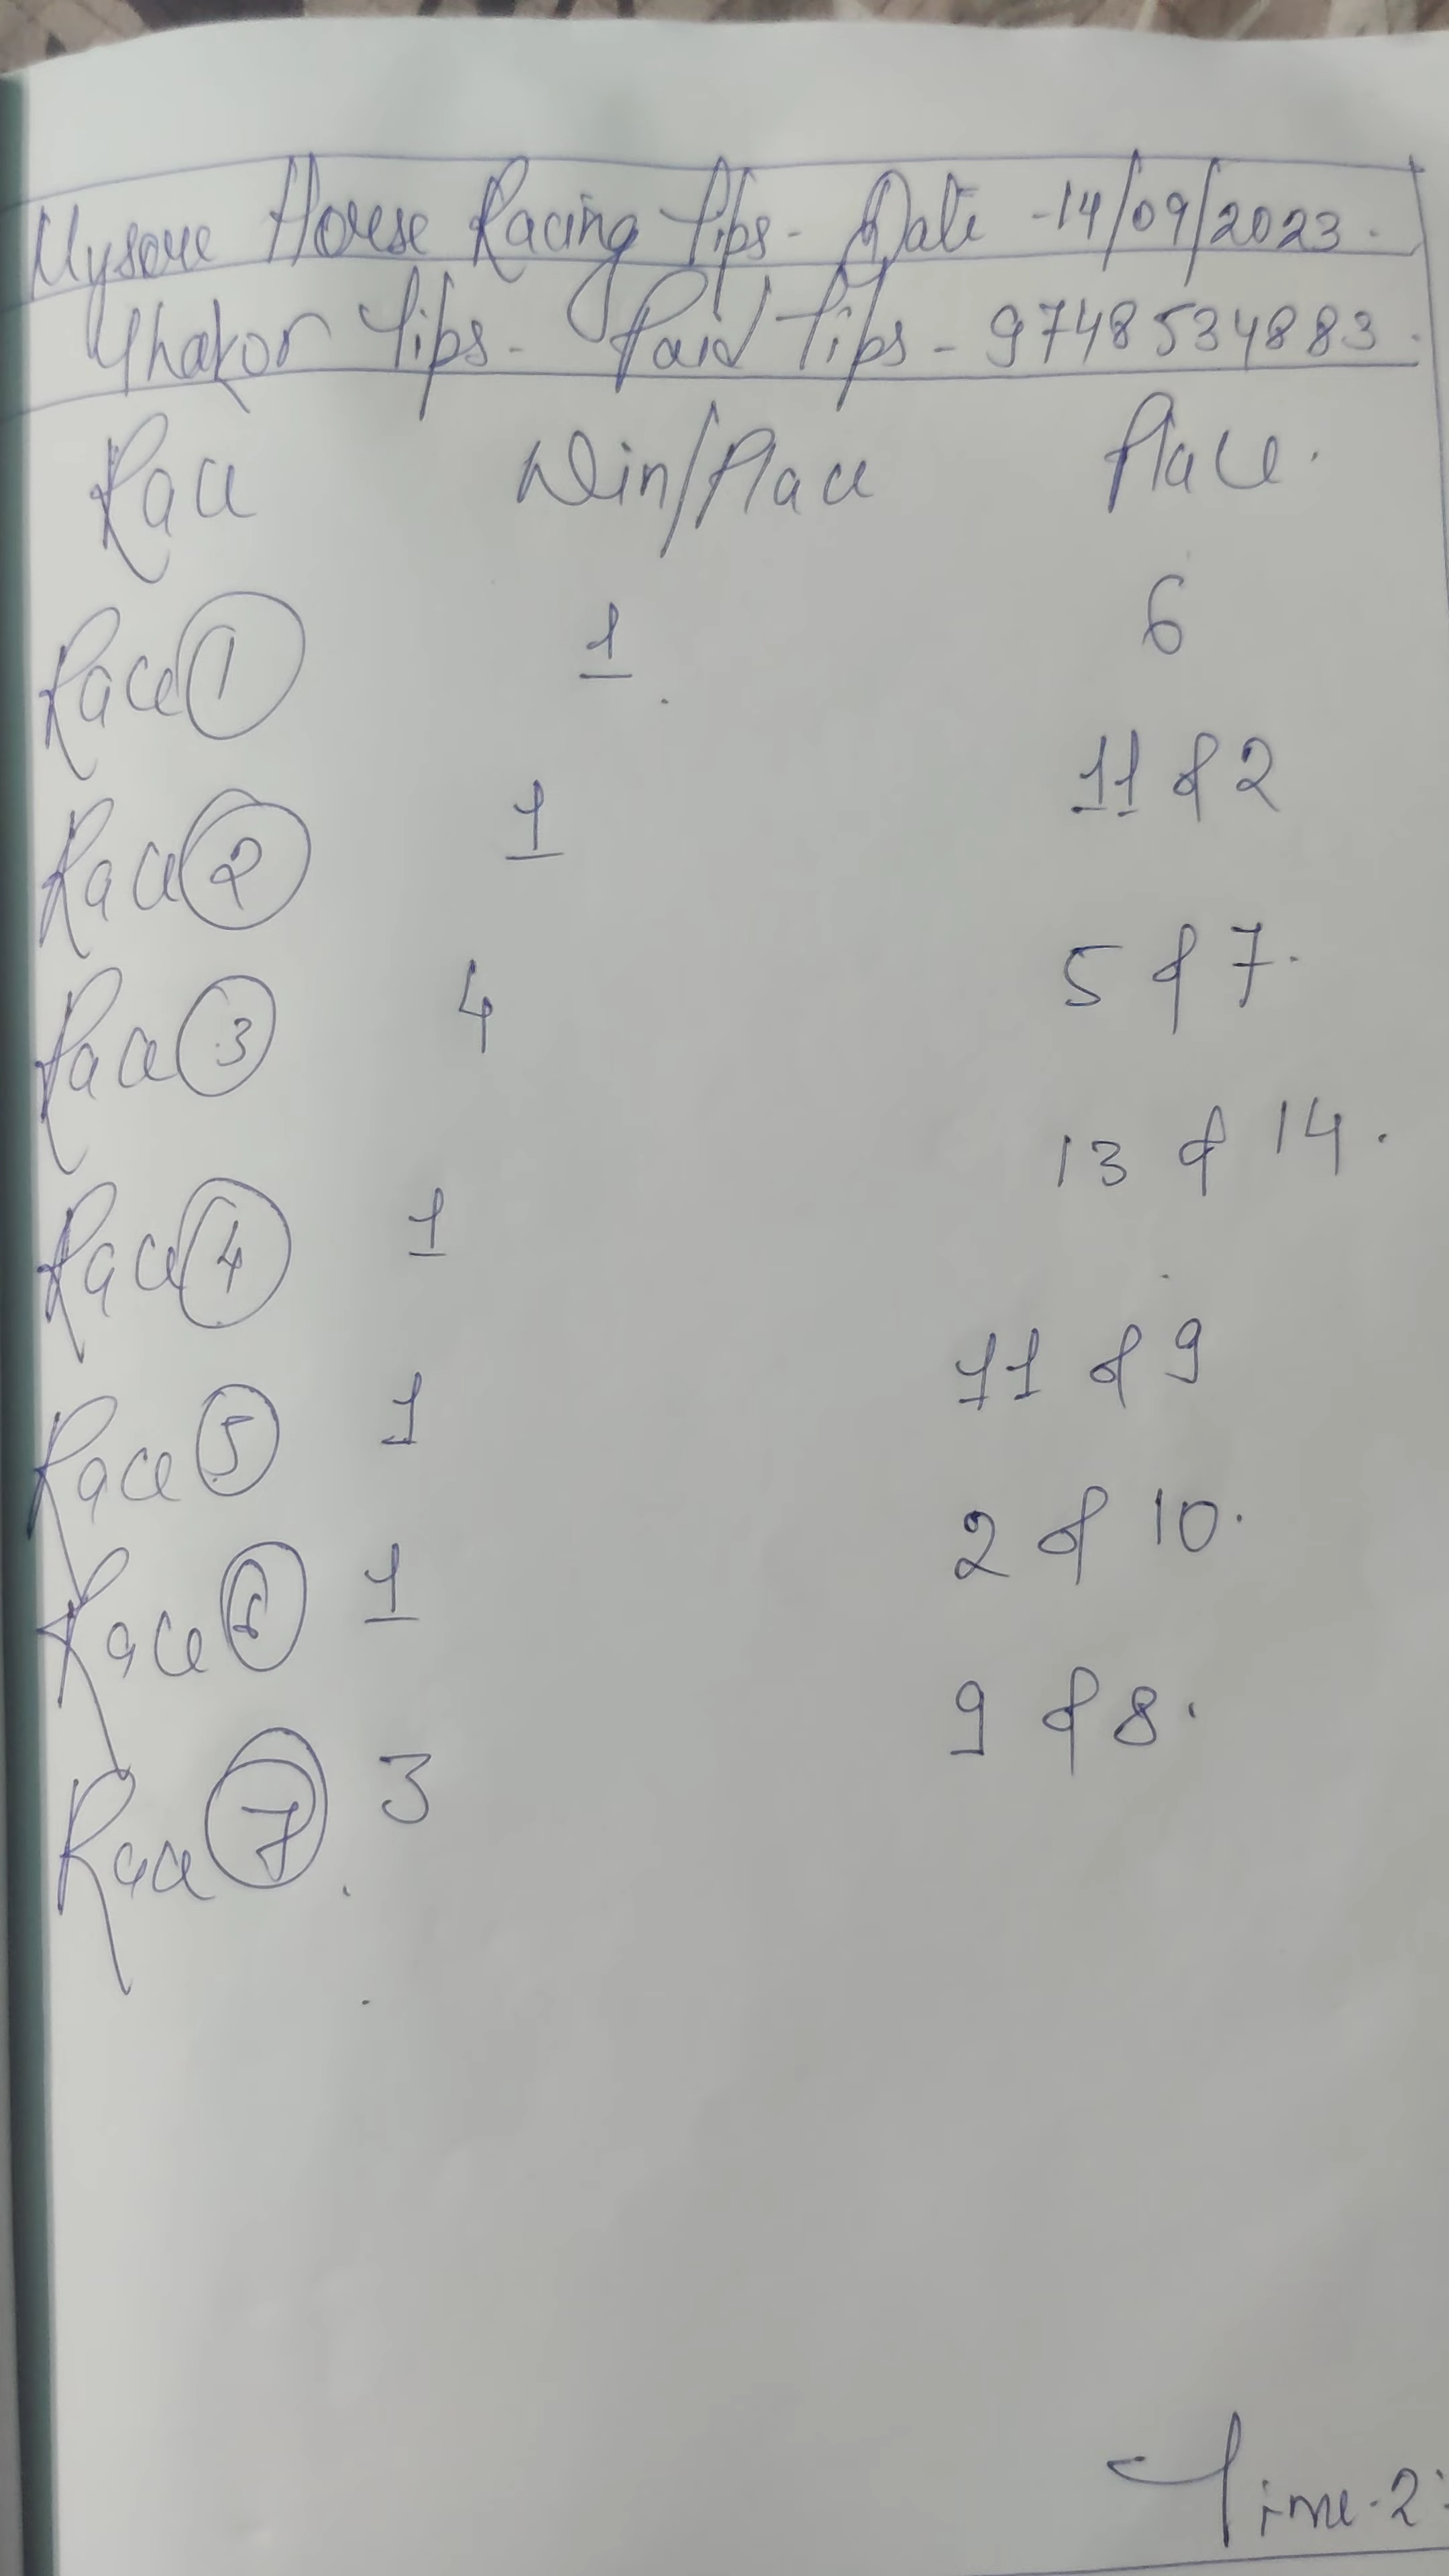 Mysore Horse Racing Tips - Date - 14/09/2023.
Thakor Tips - Paid Tips - 9748534883.
Race Win/Place Place.
Race 1 1 6
Race 2 1 11 & 2
Race 3 4 5 & 7.
Race 4 1 13 & 14.
Race 5 1 11 & 9
Race 6 1 2 & 10.
Race 7 3 9 & 8.
Time - 2: